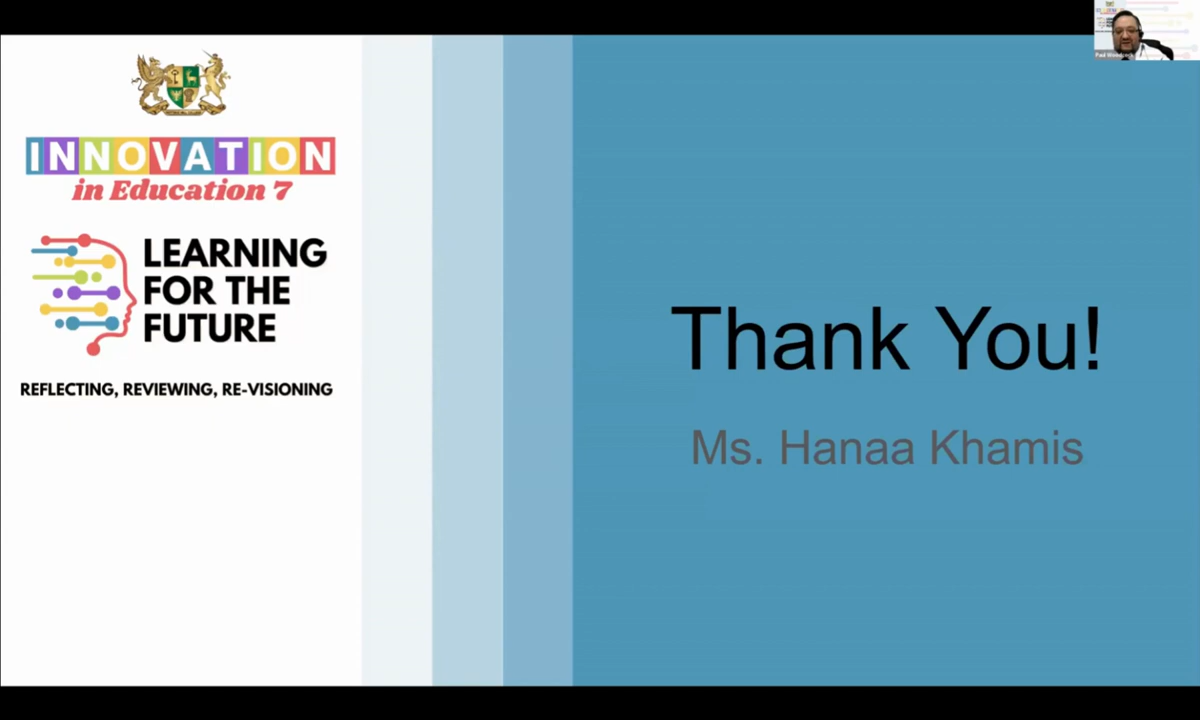 INNOVATION
in Education 7
LEARNING
FOR THE
FUTURE
REFLECTING, REVIEWING, RE-VISIONING
Thank You!
Ms. Hanaa Khamis